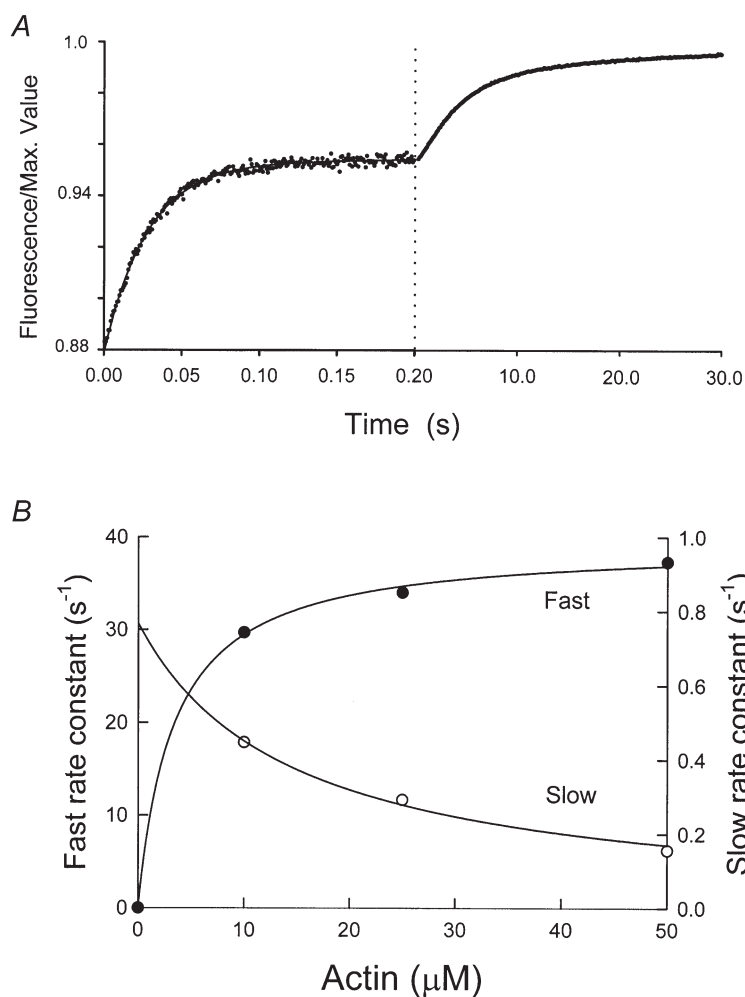 A
1.0
0.94
0.88
Fluorescence/Max. Value
0.00 0.05 0.10 0.15 0.20 10.0 20.0 30.0
Time (s)
B
40
30
20
10
0
Fast rate constant (s-1)
Fast
Slow
1.0
0.8
0.6
0.4
0.2
0.0
Slow rate constant (s-1)
0 10 20 30 40 50
Actin (μM)